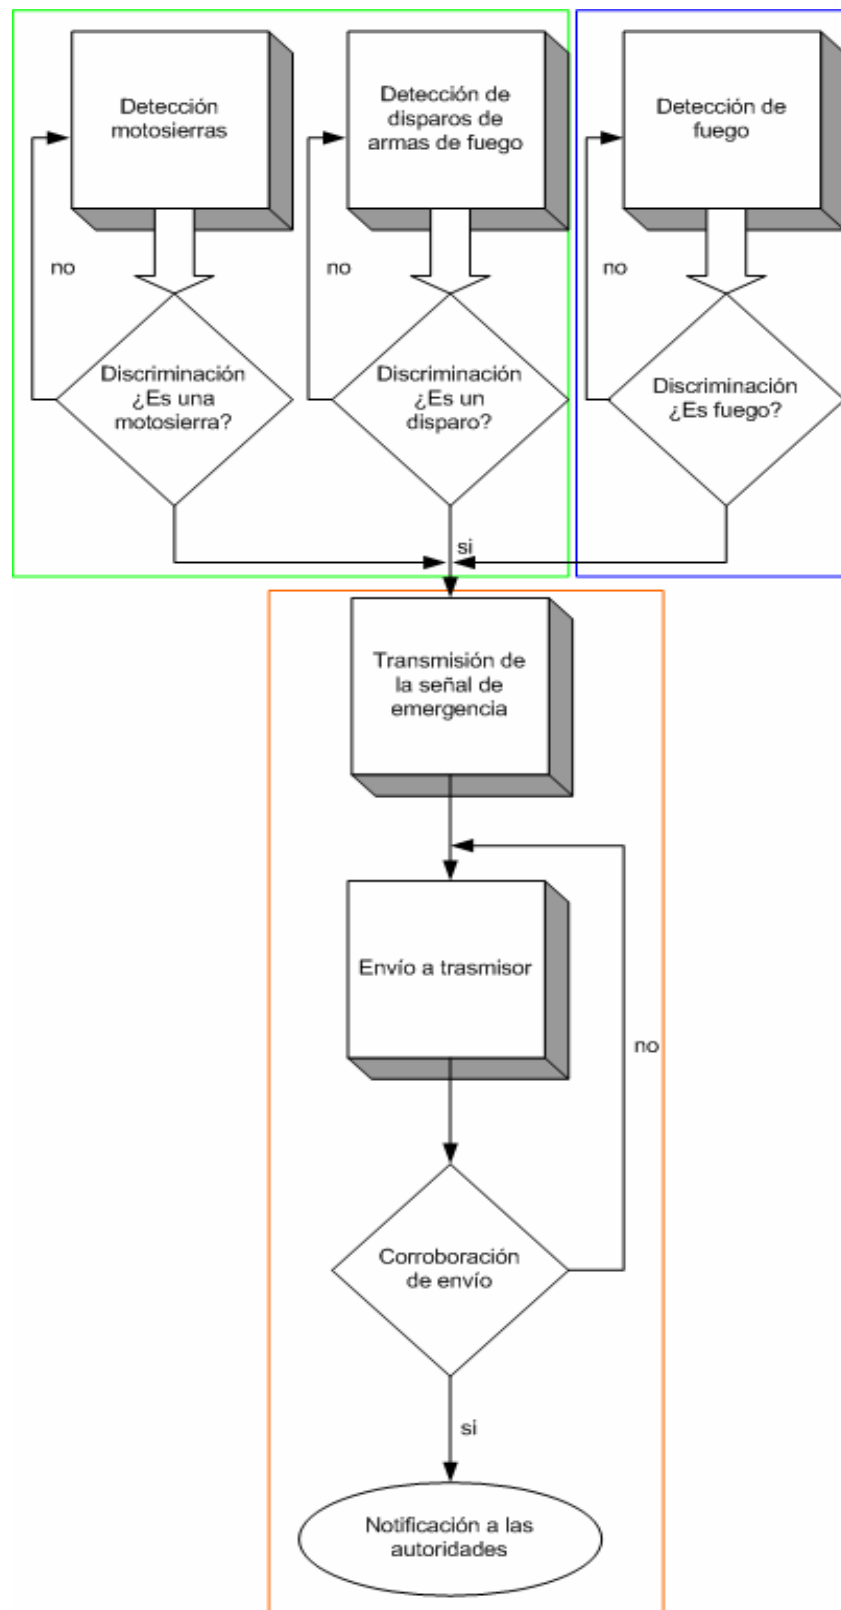 Detección
motosierras
Detección de
disparos de
armas de fuego
Detección de
fuego
no
no
no
Discriminación
¿Es una
motosierra?
Discriminación
¿Es un
disparo?
Discriminación
¿Es fuego?
si
Transmisión de
la señal de
emergencia
Envío a trasmisor
no
Corroboración
de envío
si
Notificación a las
autoridades